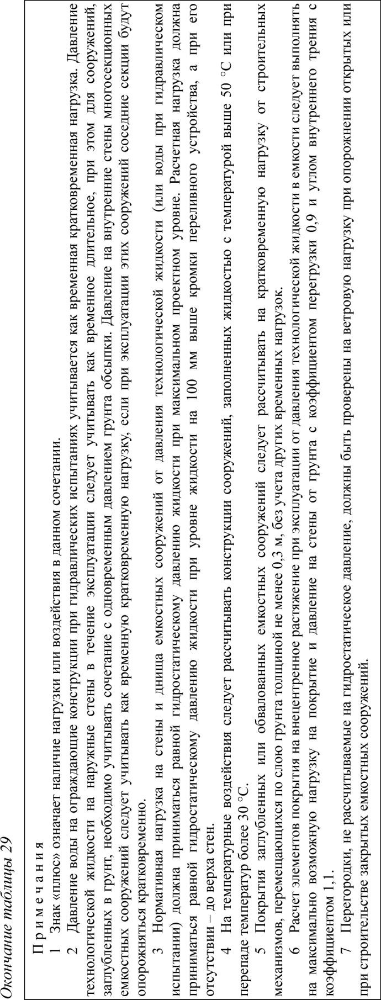 Окончание таблицы 29
Примечания
1 Знак «плюс» означает наличие нагрузки или воздействия в данном сочетании.
2 Давление воды на ограждающие конструкции при гидравлических испытаниях учитывается как временная кратковременная нагрузка. Давление
технологической жидкости на наружные стены в течение эксплуатации следует учитывать как временное длительное, при этом для сооружений,
заглубленных в грунт, необходимо учитывать сочетание с одновременным давлением грунта обсыпки. Давление на внутренние стены многосекционных
емкостных сооружений следует учитывать как временную кратковременную нагрузку, если при эксплуатации этих сооружений соседние секции будут
опорожняться кратковременно.
3 Нормативная нагрузка на стены и днища емкостных сооружений от давления технологической жидкости (или воды при гидравлическом
испытании) должна приниматься равной гидростатическому давлению жидкости при максимальном проектном уровне. Расчетная нагрузка должна
приниматься равной гидростатическому давлению жидкости при уровне жидкости на 100 мм выше кромки переливного устройства, а при его
отсутствии – до верха стен.
4 На температурные воздействия следует рассчитывать конструкции сооружений, заполненных жидкостью с температурой выше 50 °С или при
перепаде температур более 30 °С.
5 Покрытия заглубленных или обвалованных емкостных сооружений следует рассчитывать на кратковременную нагрузку от строительных
механизмов, перемещающихся по слою грунта толщиной не менее 0,3 м, без учета других временных нагрузок.
6 Расчет элементов покрытия на внецентренное растяжение при эксплуатации от давления технологической жидкости в емкости следует выполнять
на максимально возможную нагрузку на покрытие и давление на стены от грунта с коэффициентом перегрузки 0,9 и углом внутреннего трения с
коэффициентом 1,1.
7 Перегородки, не рассчитываемые на гидростатическое давление, должны быть проверены на ветровую нагрузку при опорожнении открытых или
при строительстве закрытых емкостных сооружений.